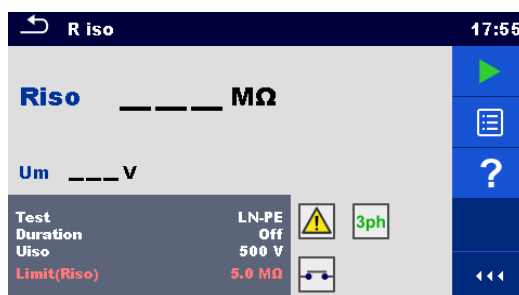 R iso 17:55
Riso ___ MΩ
Um ___ V
Test LN-PE
Duration Off
Uiso 500 V
Limit(Riso) 5.0 MΩ
3ph
?